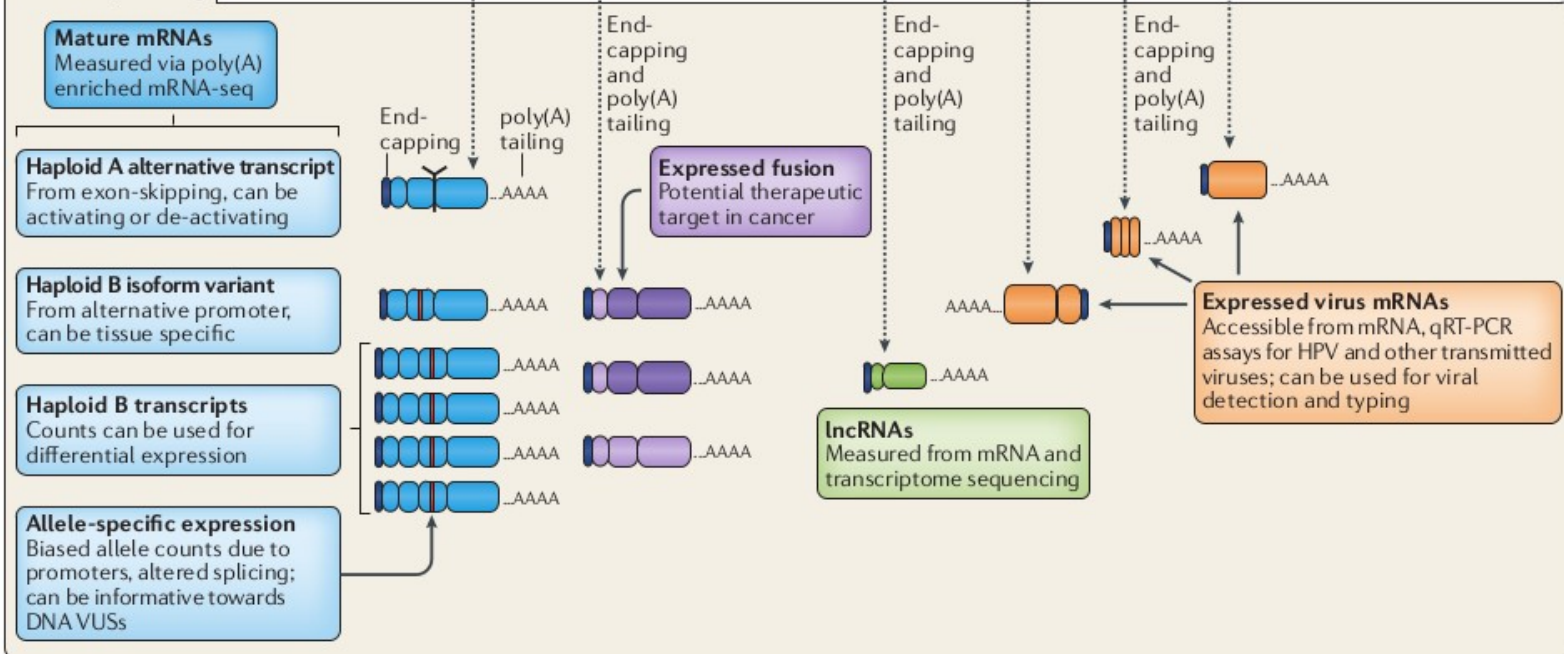 Mature mRNAs
Measured via poly(A)
enriched mRNA-seq
Haploid A alternative transcript
From exon-skipping, can be
activating or de-activating
Haploid B isoform variant
From alternative promoter,
can be tissue specific
Haploid B transcripts
Counts can be used for
differential expression
Allele-specific expression
Biased allele counts due to
promoters, altered splicing;
can be informative towards
DNA VUSs
End-
capping
poly(A)
tailing
...AAAA
...AAAA
...AAAA
...AAAA
...AAAA
...AAAA
End-
capping
and
poly(A)
tailing
Expressed fusion
Potential therapeutic
target in cancer
...AAAA
...AAAA
...AAAA
End-
capping
and
poly(A)
tailing
...AAAA
lncRNAs
Measured from mRNA and
transcriptome sequencing
AAAA...
End-
capping
and
poly(A)
tailing
...AAAA
...AAAA
Expressed virus mRNAs
Accessible from mRNA, qRT-PCR
assays for HPV and other transmitted
viruses; can be used for viral
detection and typing